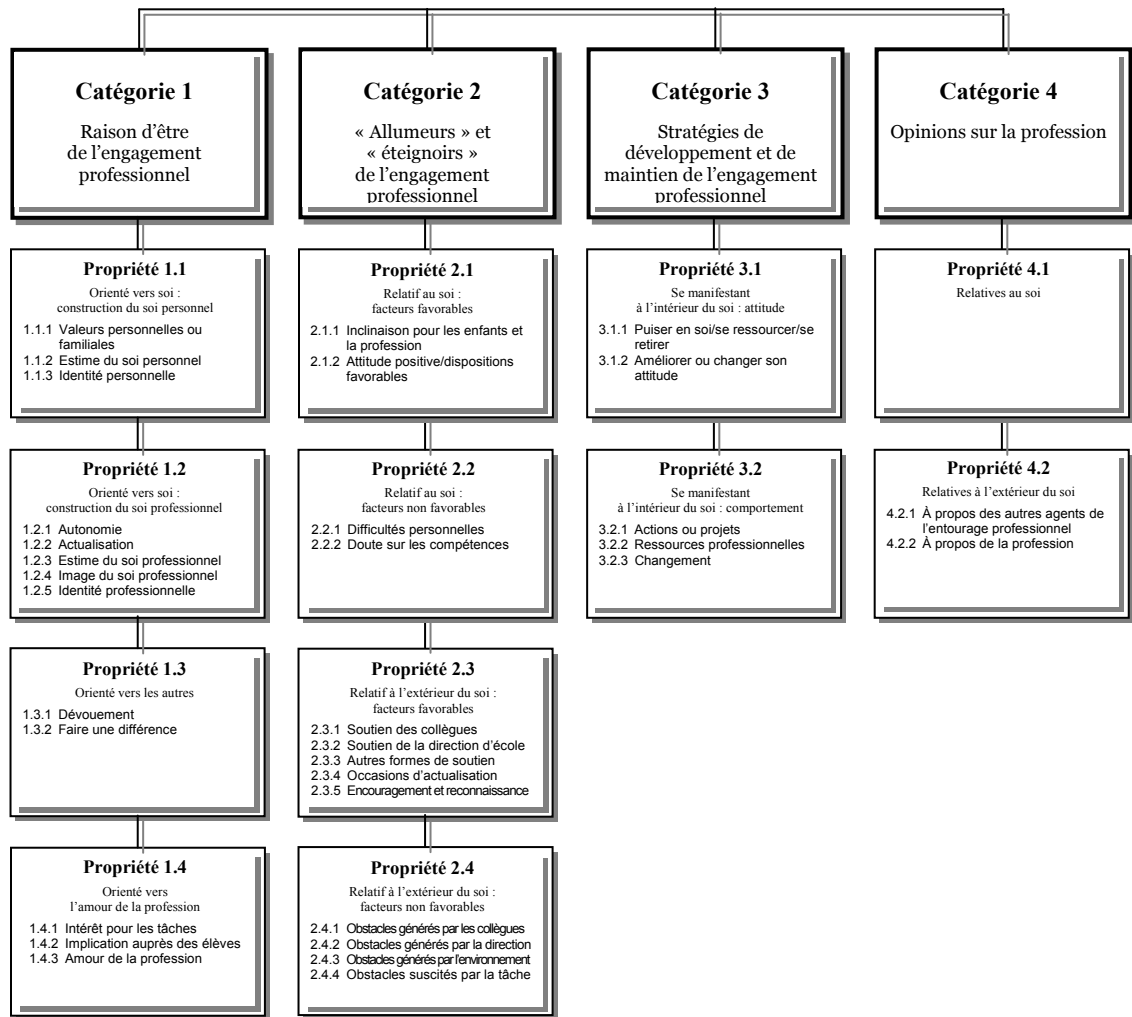 Catégorie 1
Raison d’être
de l’engagement
professionnel
Propriété 1.1
Orienté vers soi :
construction du soi personnel
1.1.1 Valeurs personnelles ou
familiales
1.1.2 Estime du soi personnel
1.1.3 Identité personnelle
Propriété 1.2
Orienté vers soi :
construction du soi professionnel
1.2.1 Autonomie
1.2.2 Actualisation
1.2.3 Estime du soi professionnel
1.2.4 Image du soi professionnel
1.2.5 Identité professionnelle
Propriété 1.3
Orienté vers les autres
1.3.1 Dévouement
1.3.2 Faire une différence
Propriété 1.4
Orienté vers
l’amour de la profession
1.4.1 Intérêt pour les tâches
1.4.2 Implication auprès des élèves
1.4.3 Amour de la profession
Catégorie 2
« Allumeurs » et
« éteignoirs »
de l’engagement
professionnel
Propriété 2.1
Relatif au soi :
facteurs favorables
2.1.1 Inclinaison pour les enfants et
la profession
2.1.2 Attitude positive/dispositions
favorables
Propriété 2.2
Relatif au soi :
facteurs non favorables
2.2.1 Difficultés personnelles
2.2.2 Doute sur les compétences
Propriété 2.3
Relatif à l’extérieur du soi :
facteurs favorables
2.3.1 Soutien des collègues
2.3.2 Soutien de la direction d’école
2.3.3 Autres formes de soutien
2.3.4 Occasions d’actualisation
2.3.5 Encouragement et reconnaissance
Propriété 2.4
Relatif à l’extérieur du soi :
facteurs non favorables
2.4.1 Obstacles générés par les collègues
2.4.2 Obstacles générés par la direction
2.4.3 Obstacles générés par l’environnement
2.4.4 Obstacles suscités par la tâche
Catégorie 3
Stratégies de
développement et de
maintien de l’engagement
professionnel
Propriété 3.1
Se manifestant
à l’intérieur du soi : attitude
3.1.1 Puiser en soi/se ressourcer/se
retirer
3.1.2 Améliorer ou changer son
attitude
Propriété 3.2
Se manifestant
à l’intérieur du soi : comportement
3.2.1 Actions ou projets
3.2.2 Ressources professionnelles
3.2.3 Changement
Catégorie 4
Opinions sur la profession
Propriété 4.1
Relatives au soi
Propriété 4.2
Relatives à l’extérieur du soi
4.2.1 À propos des autres agents de
l’entourage professionnel
4.2.2 À propos de la profession